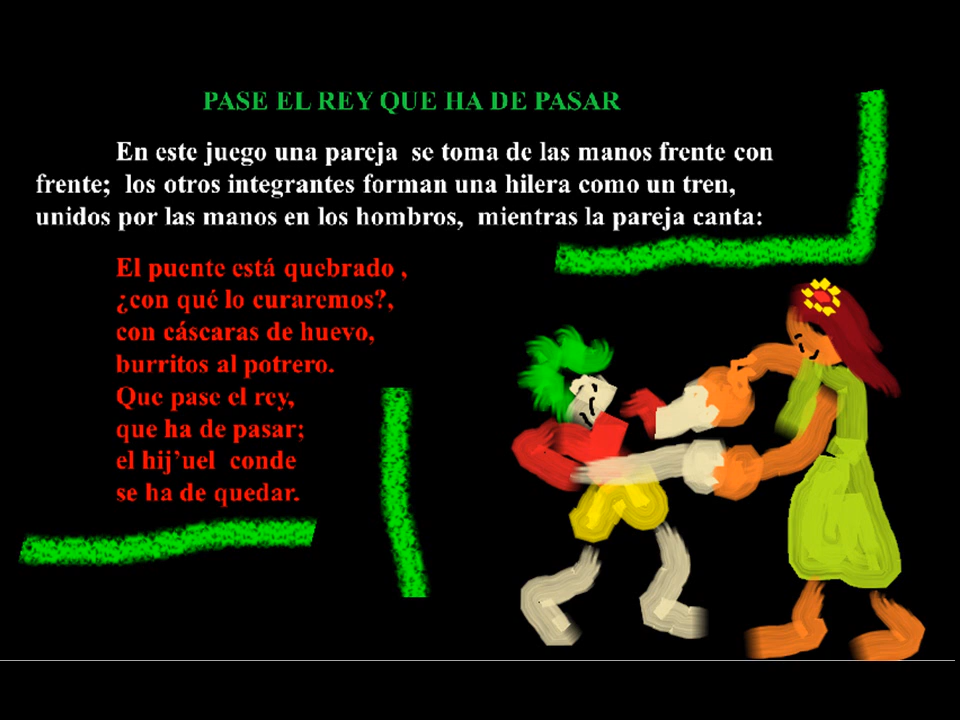 PASE EL REY QUE HA DE PASAR
En este juego una pareja se toma de las manos frente con
frente; los otros integrantes forman una hilera como un tren,
unidos por las manos en los hombros, mientras la pareja canta:
El puente está quebrado ,
¿con qué lo curaremos?,
con cáscaras de huevo,
burritos al potrero.
Que pase el rey,
que ha de pasar;
el hij’uel conde
se ha de quedar.